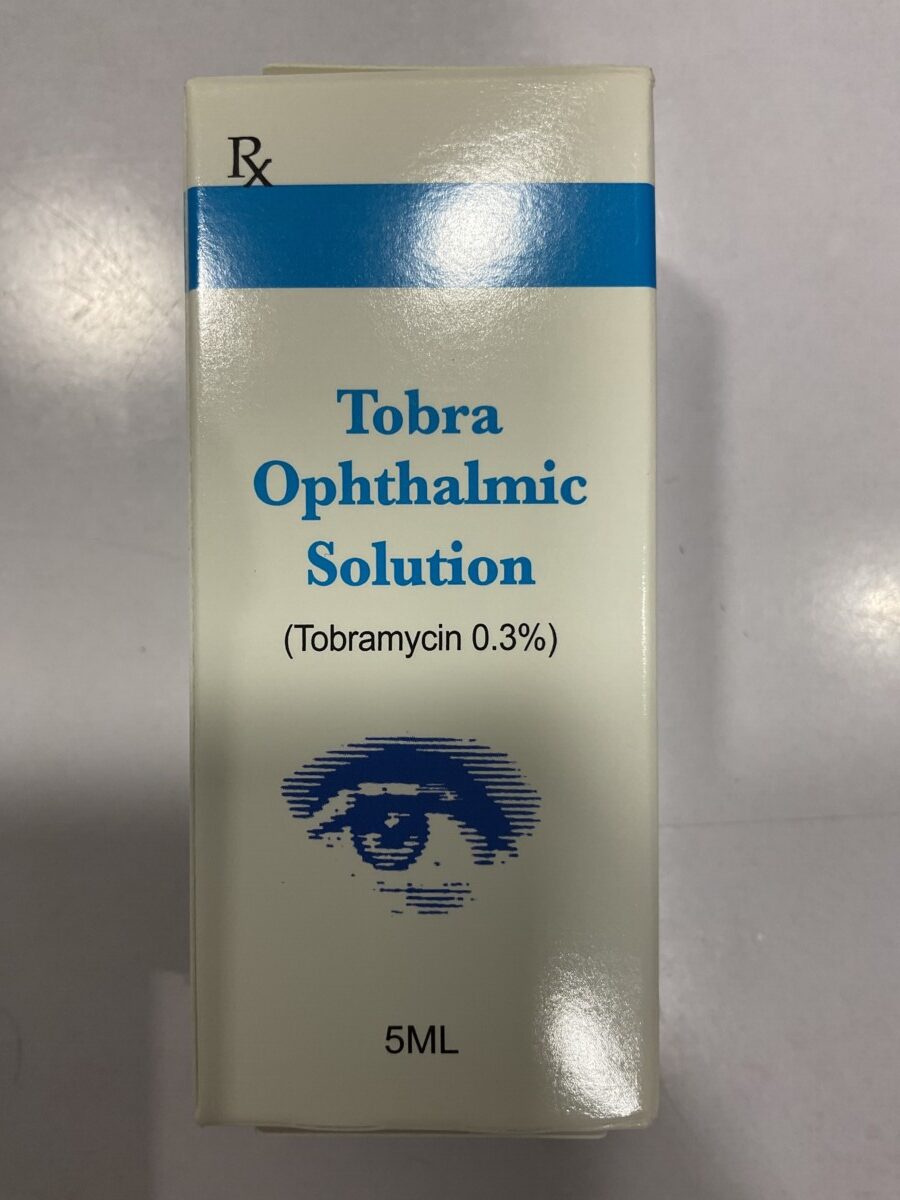 Rx
Tobra
Ophthalmic
Solution
(Tobramycin 0.3%)
5ML